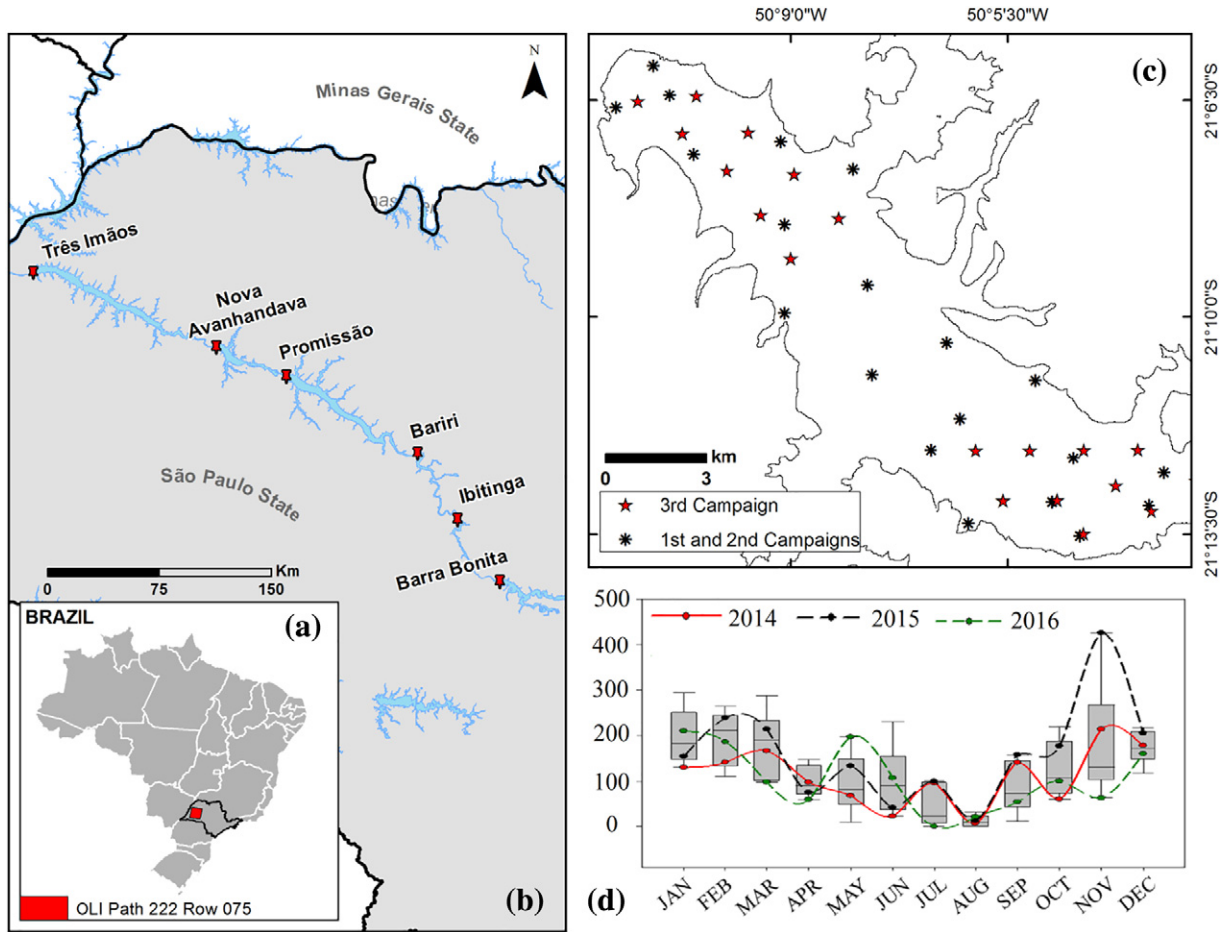 N
Minas Gerais State
Três Imãos
Nova
Avanhandava
Promissão
Bariri
Ibitinga
Barra Bonita
São Paulo State
Km
0 75 150
BRAZIL
(a)
OLI Path 222 Row 075
(b)
50°9'0"W 50°5'30"W
(c)
21°6'30"S
21°10'0"S
21°13'30"S
km
0 3
3rd Campaign
1st and 2nd Campaigns
500
400
300
200
100
0
2014 2015 2016
JAN FEB MAR APR MAY JUN JUL AUG SEP OCT NOV DEC
(d)